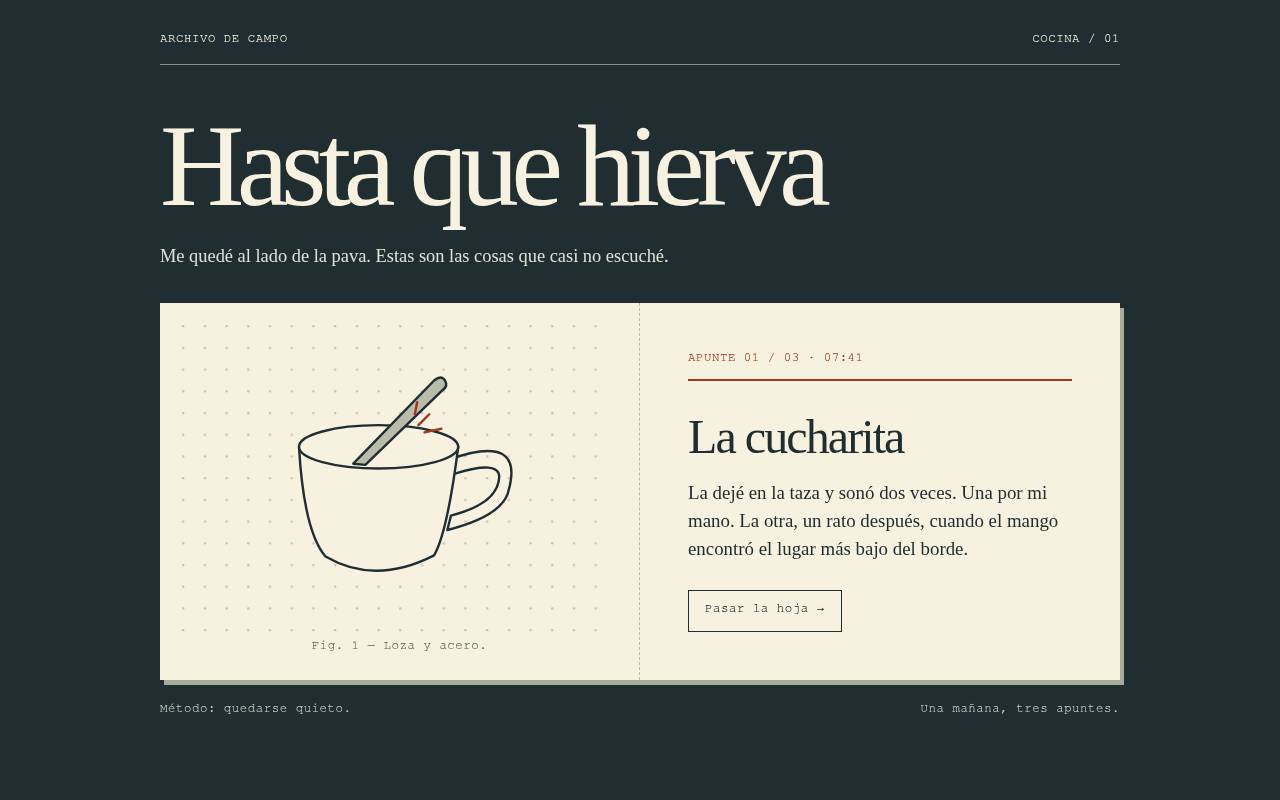 ARCHIVO DE CAMPO
COCINA / 01
Hasta que hierva
Me quedé al lado de la pava. Estas son las cosas que casi no escuché.
APUNTE 01 / 03 · 07:41
La cucharita
La dejé en la taza y sonó dos veces. Una por mi
mano. La otra, un rato después, cuando el mango
encontró el lugar más bajo del borde.
Pasar la hoja →
Fig. 1 — Loza y acero.
Método: quedarse quieto.
Una mañana, tres apuntes.